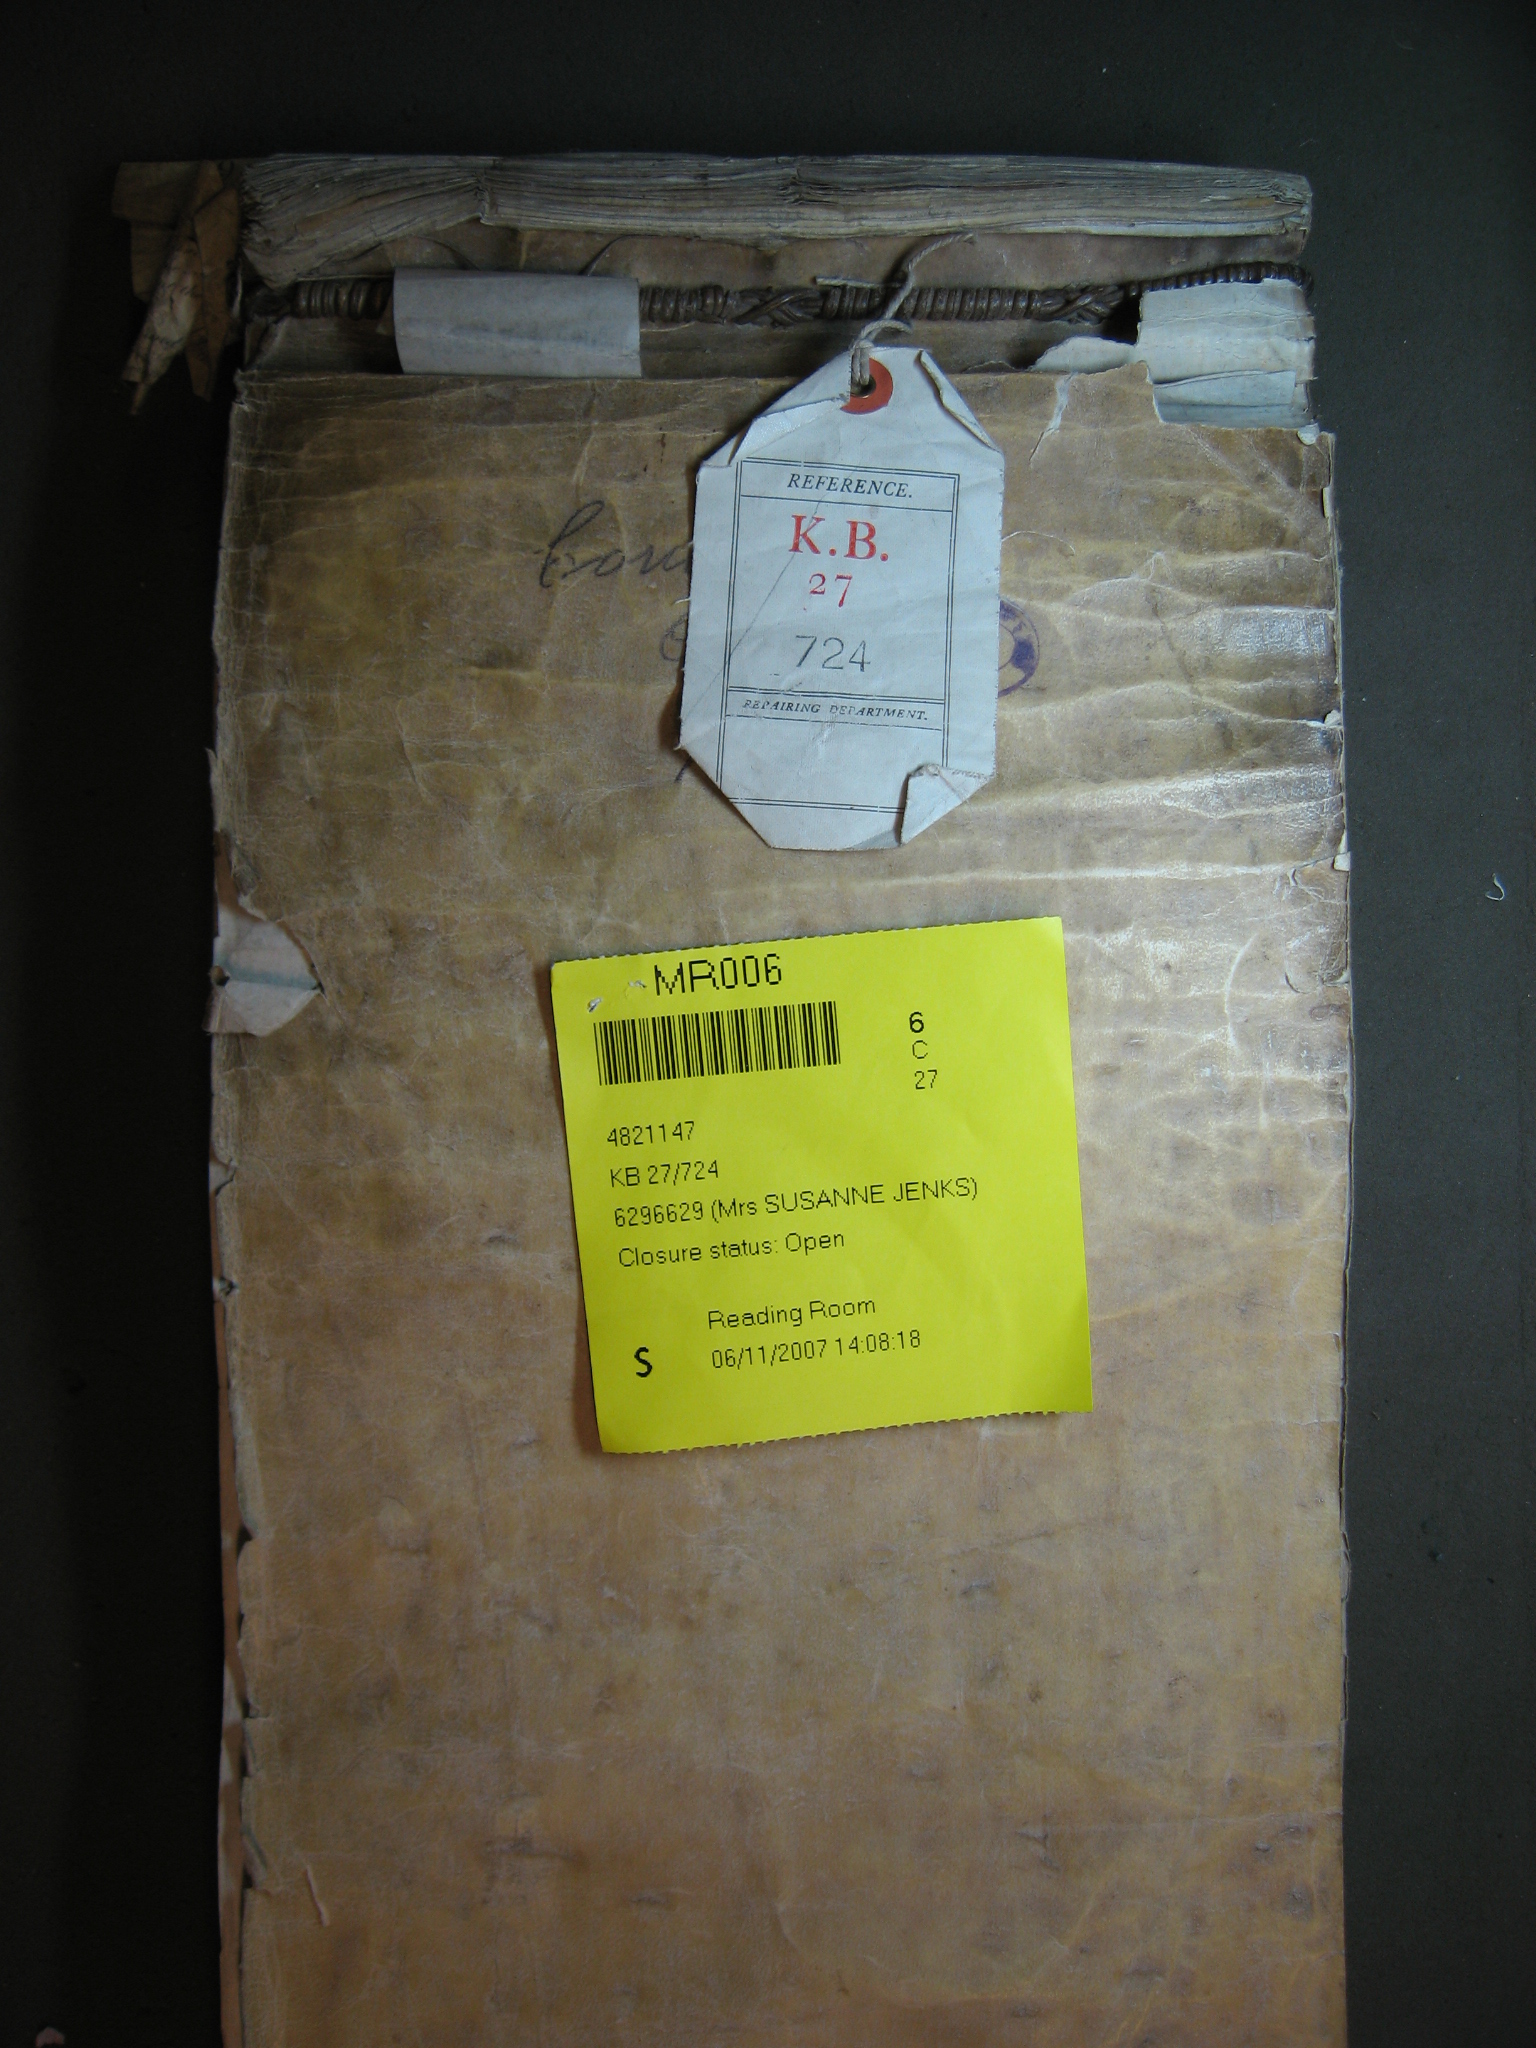 REFERENCE.
K.B.
27
724
REPAIRING DEPARTMENT.
MR006
6
C
27
4821147
KB 27/724
6296629 (Mrs SUSANNE JENKS)
Closure status: Open
Reading Room
S 06/11/2007 14:08:18